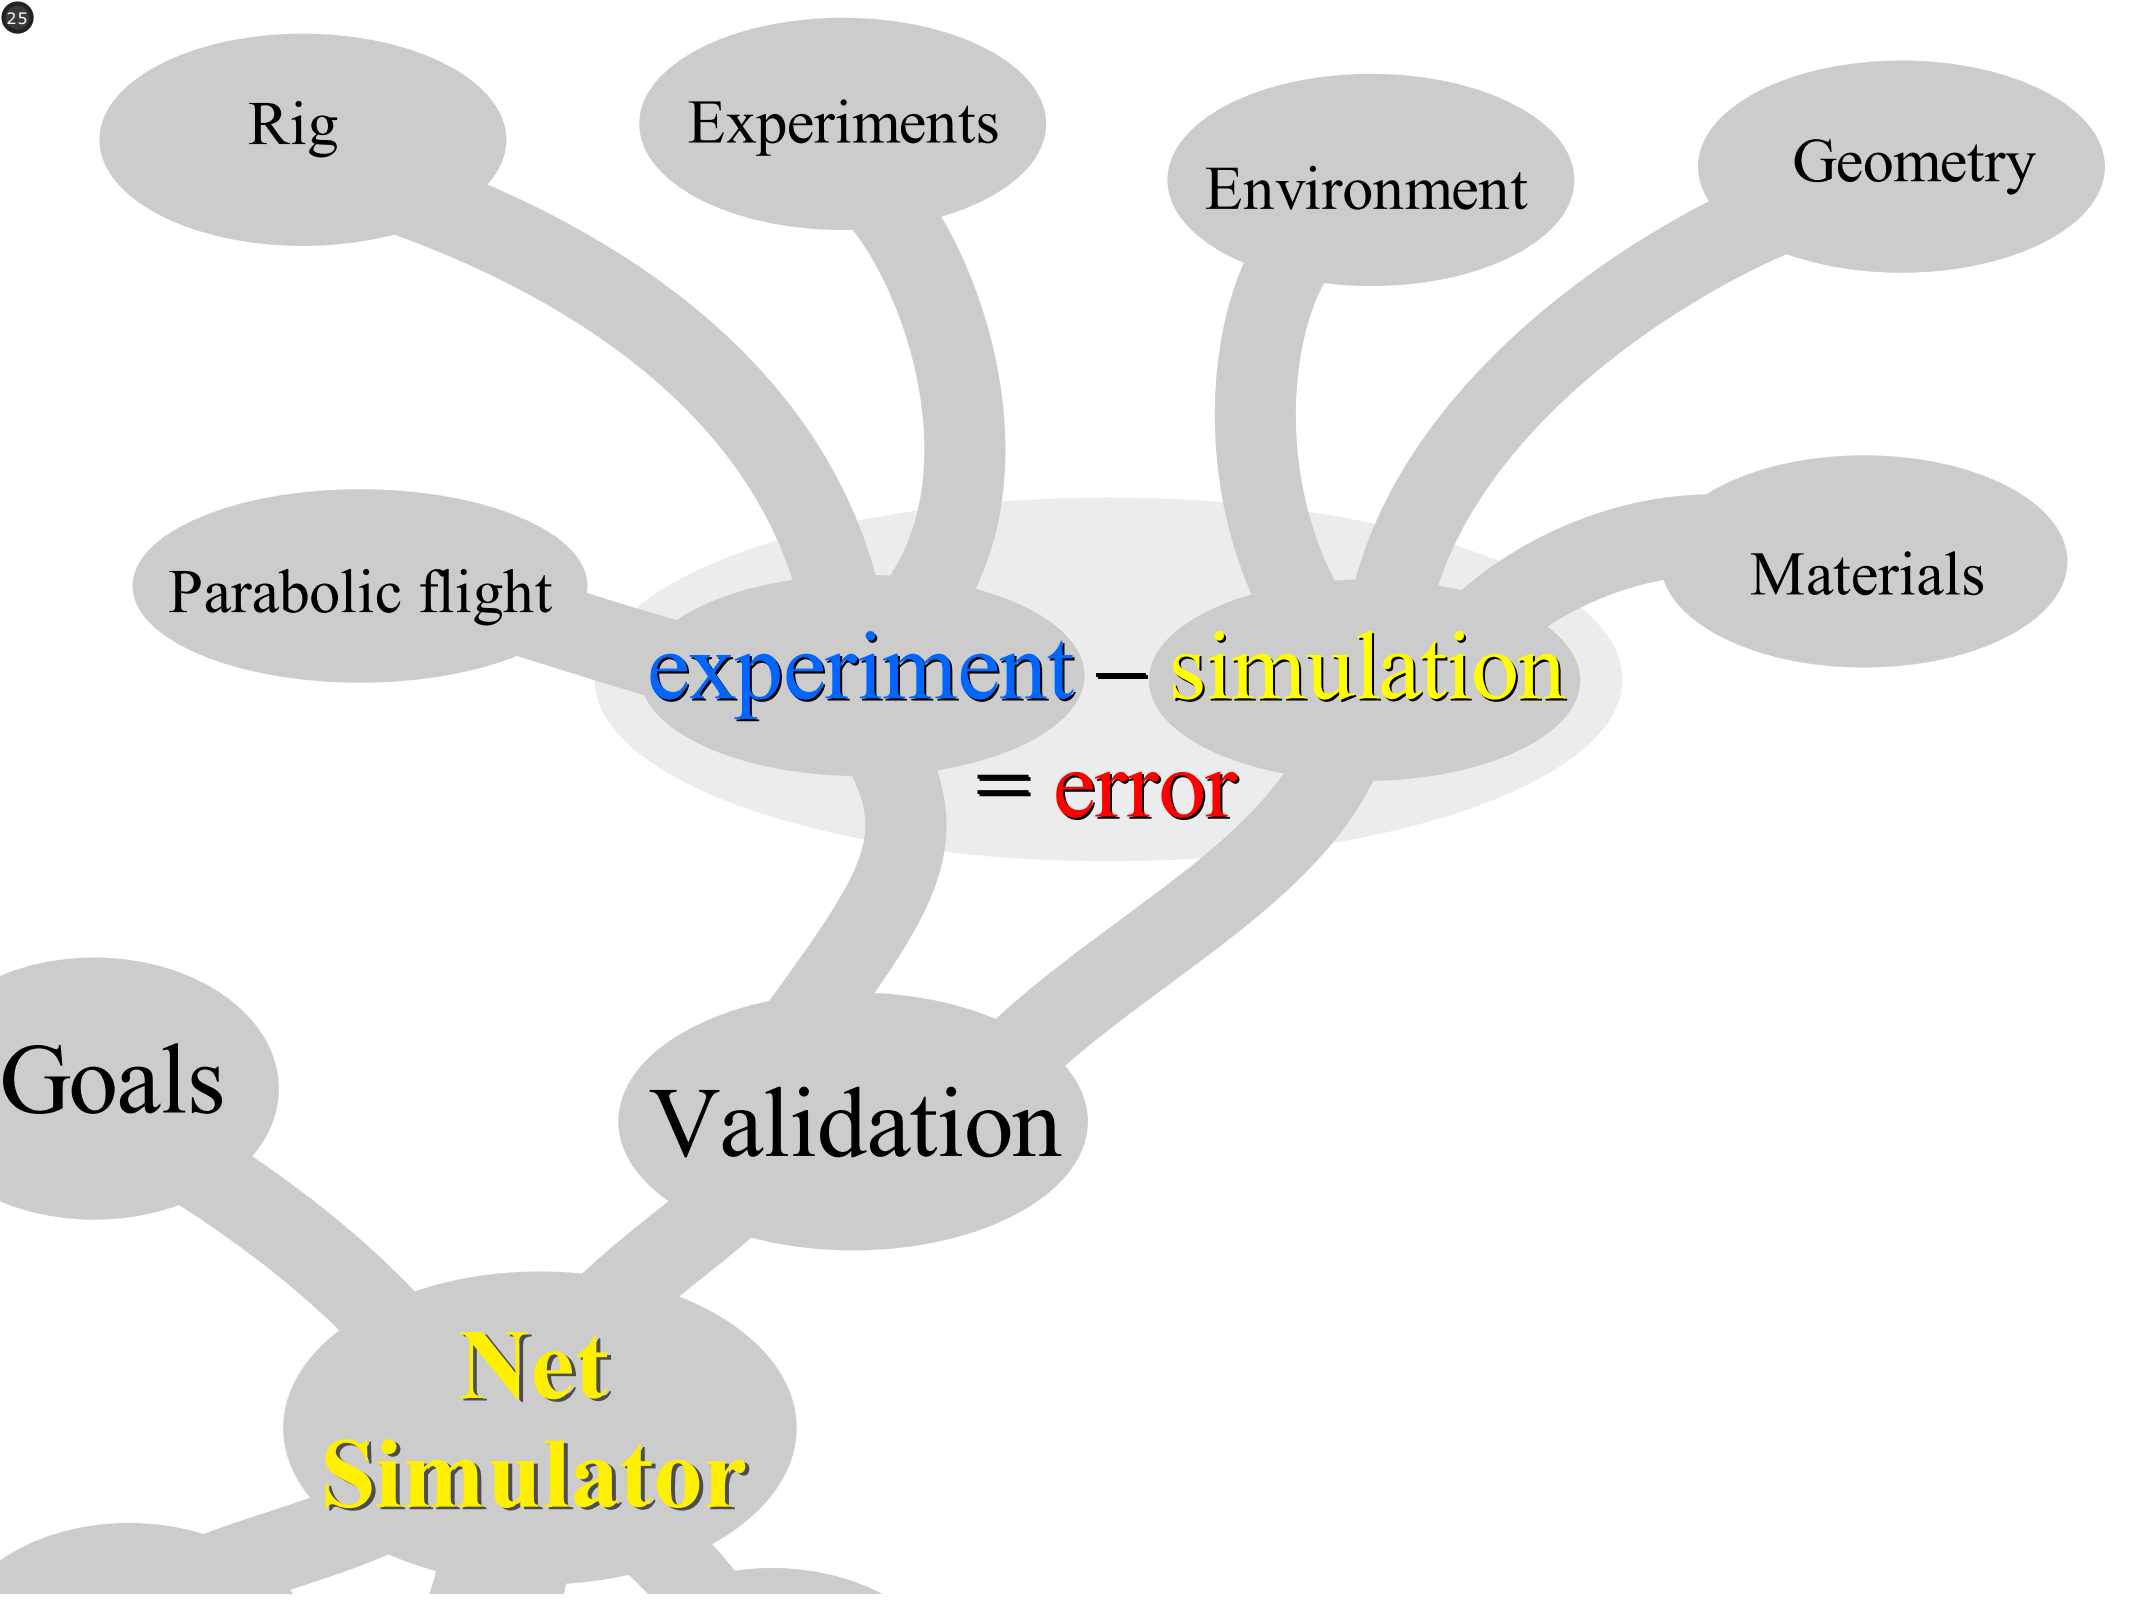 25
Rig
Experiments
Environment
Geometry
Parabolic flight
Materials
experiment – simulation
= error
Goals
Validation
Net
Simulator